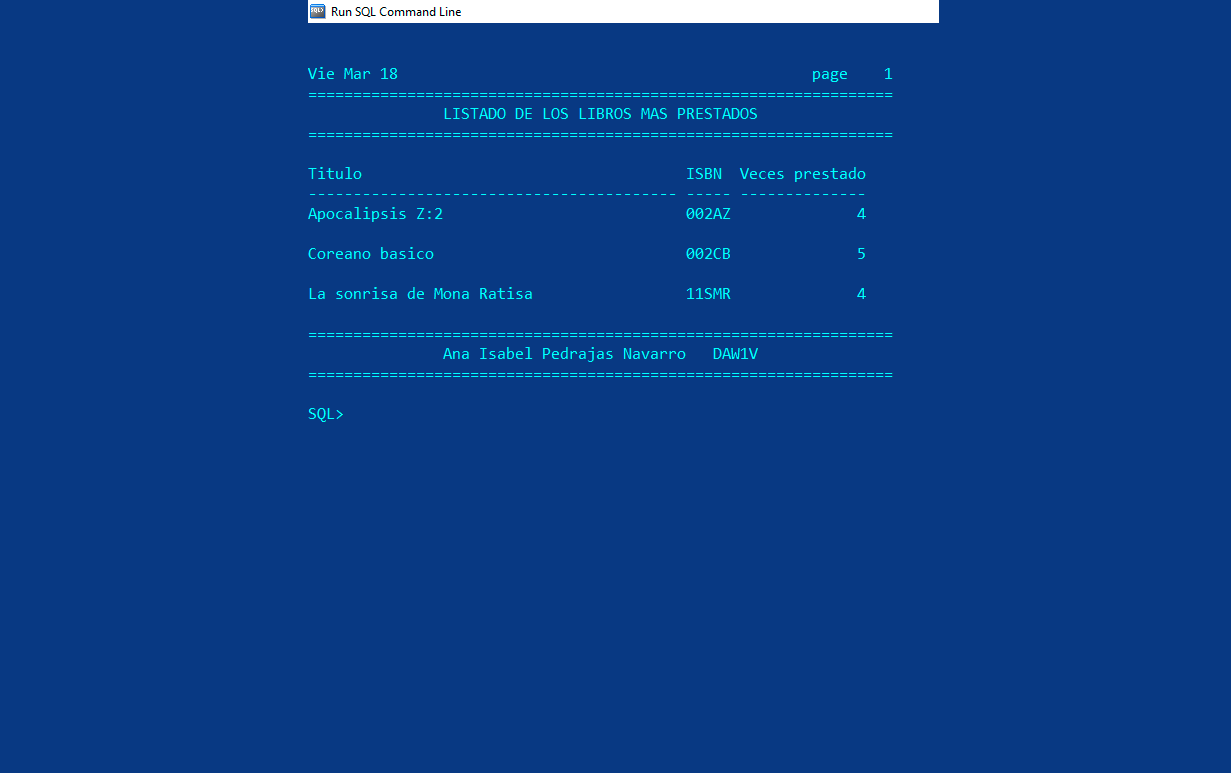 Run SQL Command Line
Vie Mar 18                                              page    1
=================================================================
               LISTADO DE LOS LIBROS MAS PRESTADOS
=================================================================
Titulo                                    ISBN  Veces prestado
----------------------------------------- ----- --------------
Apocalipsis Z:2                           002AZ              4
Coreano basico                            002CB              5
La sonrisa de Mona Ratisa                 11SMR              4
=================================================================
               Ana Isabel Pedrajas Navarro   DAW1V
=================================================================
SQL>